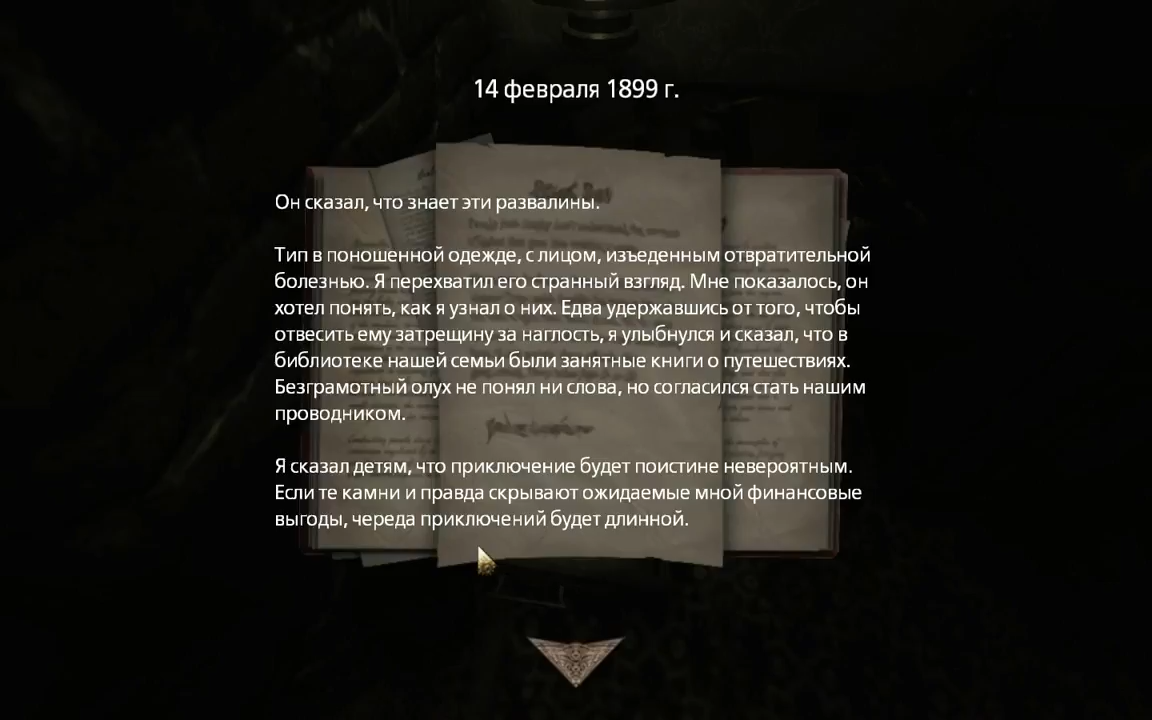 14 февраля 1899 г.
Он сказал, что знает эти развалины.
Тип в поношенной одежде, с лицом, изъеденным отвратительной
болезнью. Я перехватил его странный взгляд. Мне показалось, он
хотел понять, как я узнал о них. Едва удержавшись от того, чтобы
отвесить ему затрещину за наглость, я улыбнулся и сказал, что в
библиотеке нашей семьи были занятные книги о путешествиях.
Безграмотный олух не понял ни слова, но согласился стать нашим
проводником.
Я сказал детям, что приключение будет поистине невероятным.
Если те камни и правда скрывают ожидаемые мной финансовые
выгоды, череда приключений будет длинной.